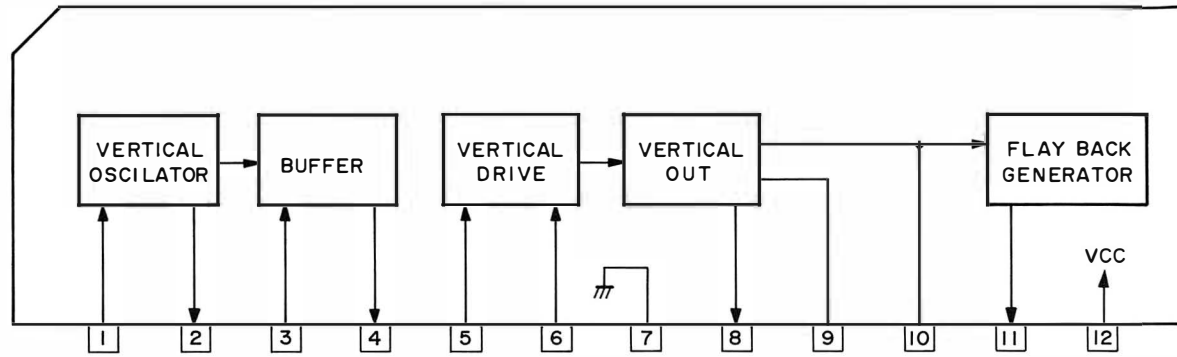 VERTICAL
OSCILATOR
BUFFER
VERTICAL
DRIVE
VERTICAL
OUT
FLAY BACK
GENERATOR
VCC
1 2 3 4 5 6 7 8 9 10 11 12